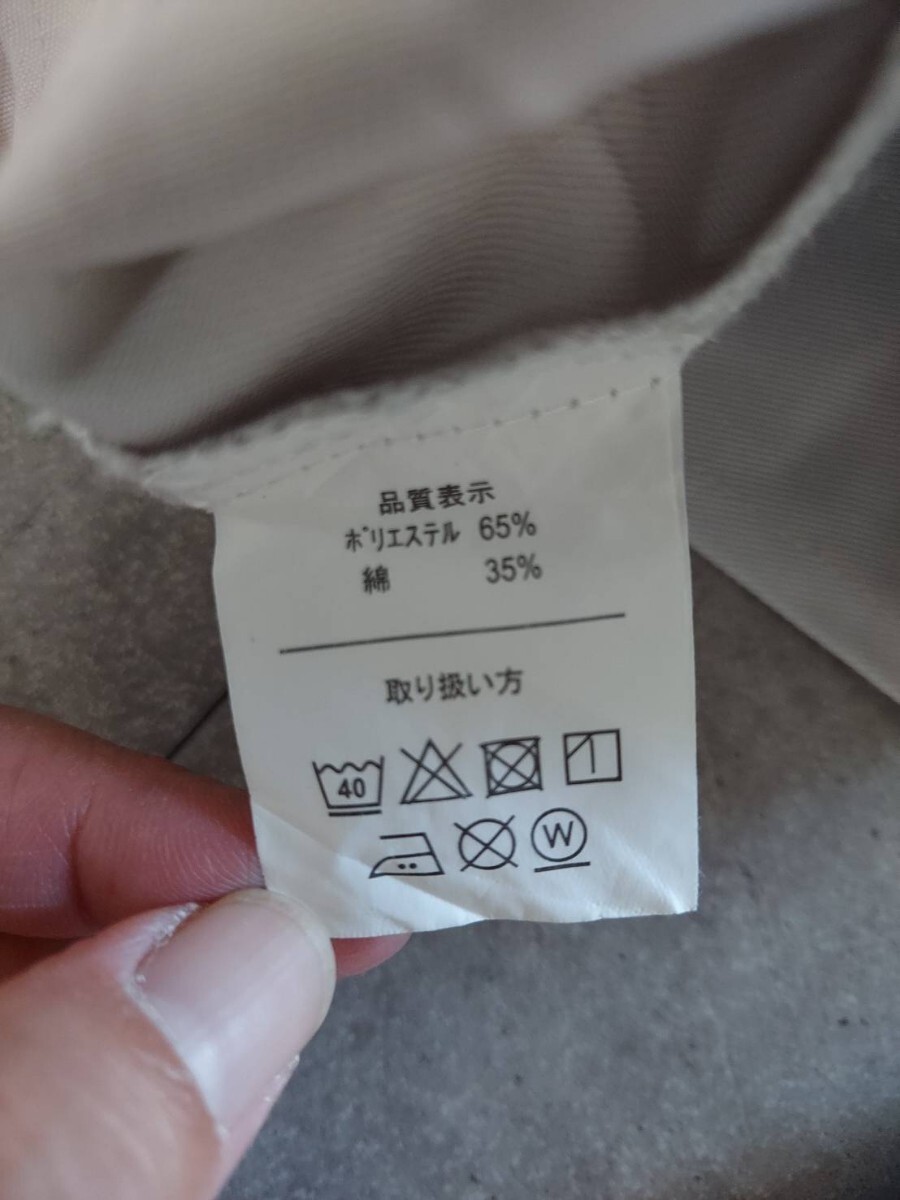 品質表示
ポリエステル 65%
綿 35%
取り扱い方
40
W